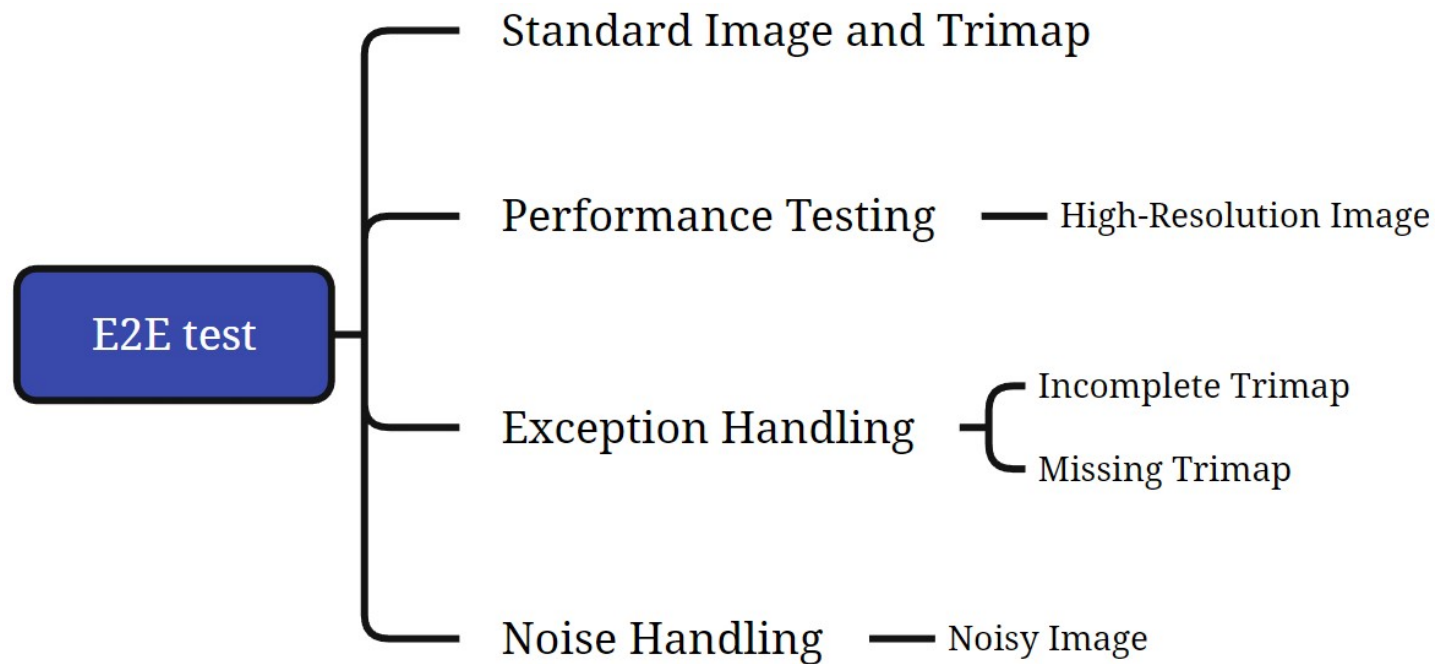 E2E test
Standard Image and Trimap
Performance Testing
High-Resolution Image
Exception Handling
Incomplete Trimap
Missing Trimap
Noise Handling
Noisy Image